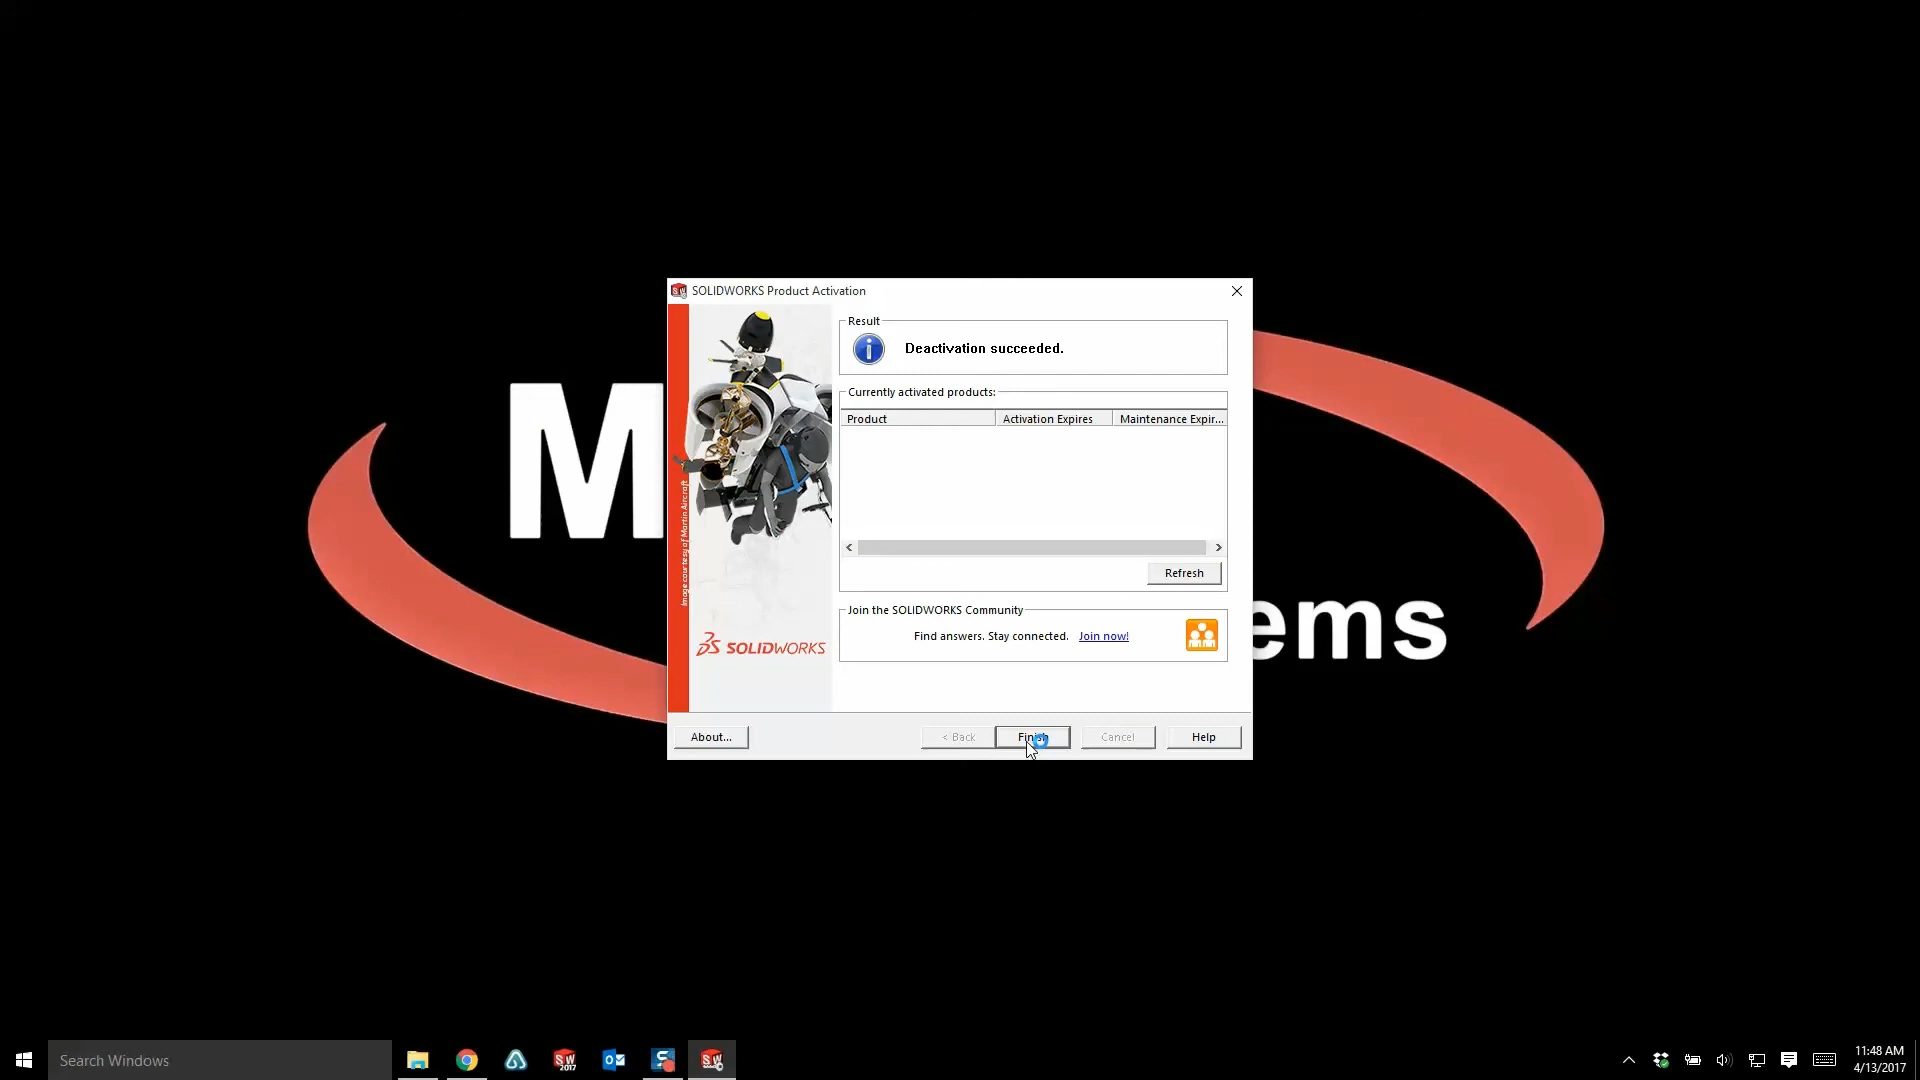 SOLIDWORKS Product Activation
Result
Deactivation succeeded.
Currently activated products:
Product Activation Expires Maintenance Expir...
Refresh
Join the SOLIDWORKS Community
Find answers. Stay connected. Join now!
Image courtesy of Martin Aircraft
SOLIDWORKS
About... < Back Finish Cancel Help
M
ems
Search Windows
SW
2017
11:48 AM
4/13/2017